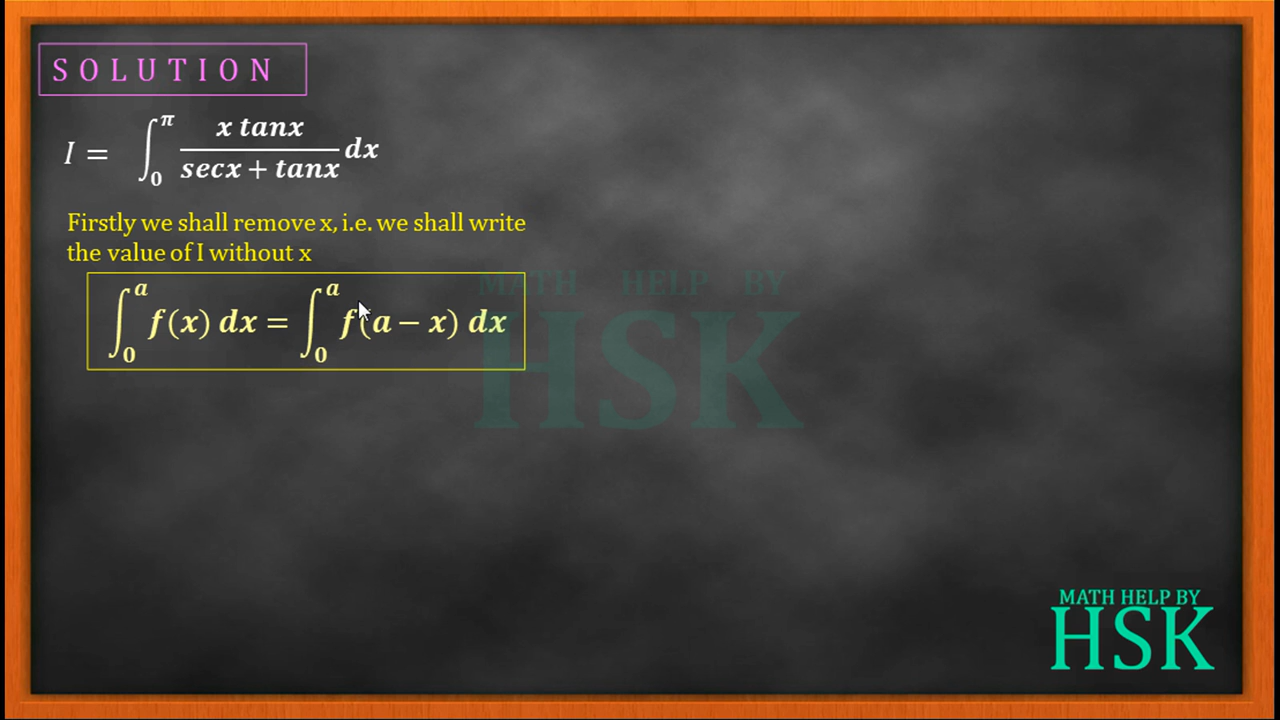 SOLUTION
I = ∫₀^π (x tanx)/(secx + tanx) dx
Firstly we shall remove x, i.e. we shall write
the value of I without x
∫₀^a f(x) dx = ∫₀^a f(a − x) dx
MATH HELP BY
HSK
MATH HELP BY
HSK